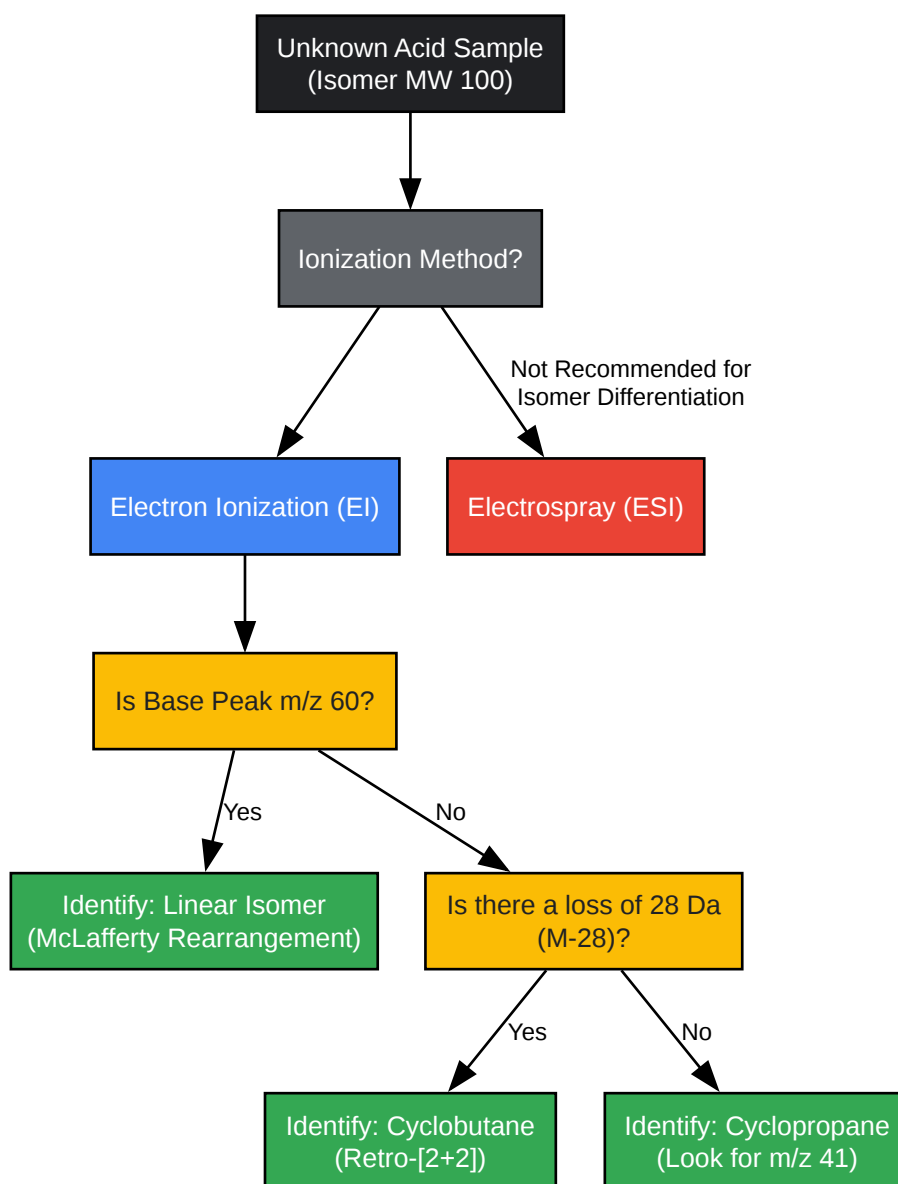 Unknown Acid Sample
(Isomer MW 100)
Ionization Method?
Not Recommended for
Isomer Differentiation
Electron Ionization (EI)
Electrospray (ESI)
Is Base Peak m/z 60?
Yes
No
Identify: Linear Isomer
(McLafferty Rearrangement)
Is there a loss of 28 Da
(M-28)?
Yes
No
Identify: Cyclobutane
(Retro-[2+2])
Identify: Cyclopropane
(Look for m/z 41)